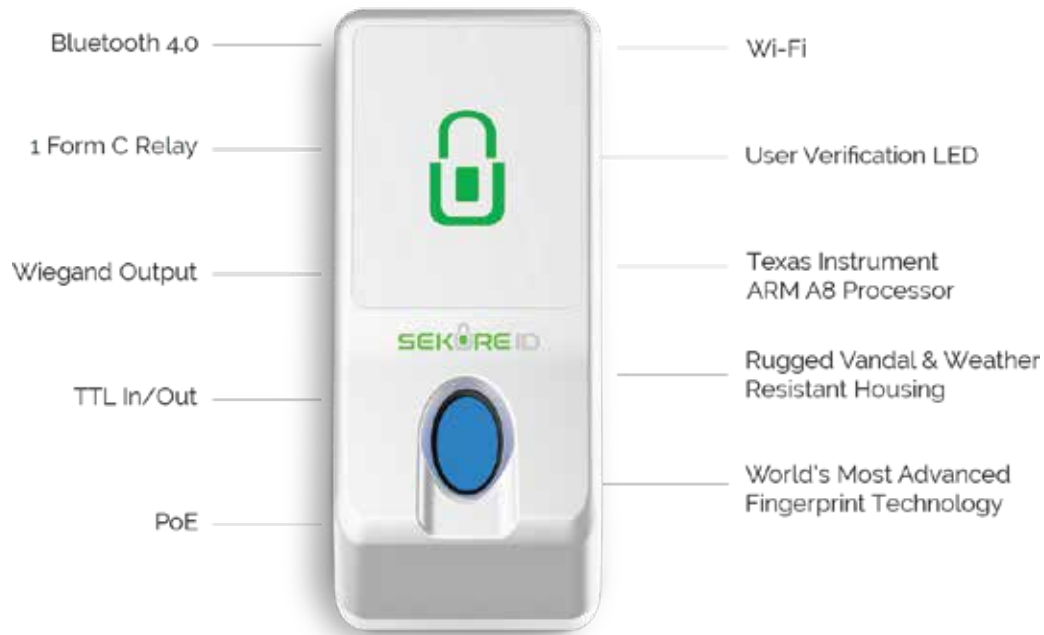 Bluetooth 4.0
1 Form C Relay
Wiegand Output
TTL In/Out
PoE
SEKURE ID
Wi-Fi
User Verification LED
Texas Instrument
ARM A8 Processor
Rugged Vandal & Weather
Resistant Housing
World's Most Advanced
Fingerprint Technology